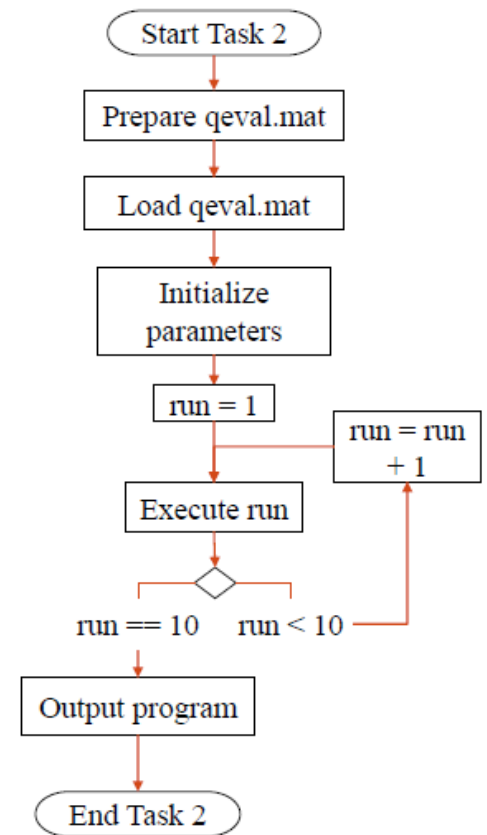 Start Task 2
Prepare qeval.mat
Load qeval.mat
Initialize
parameters
run = 1
run = run
+ 1
Execute run
run == 10
run < 10
Output program
End Task 2